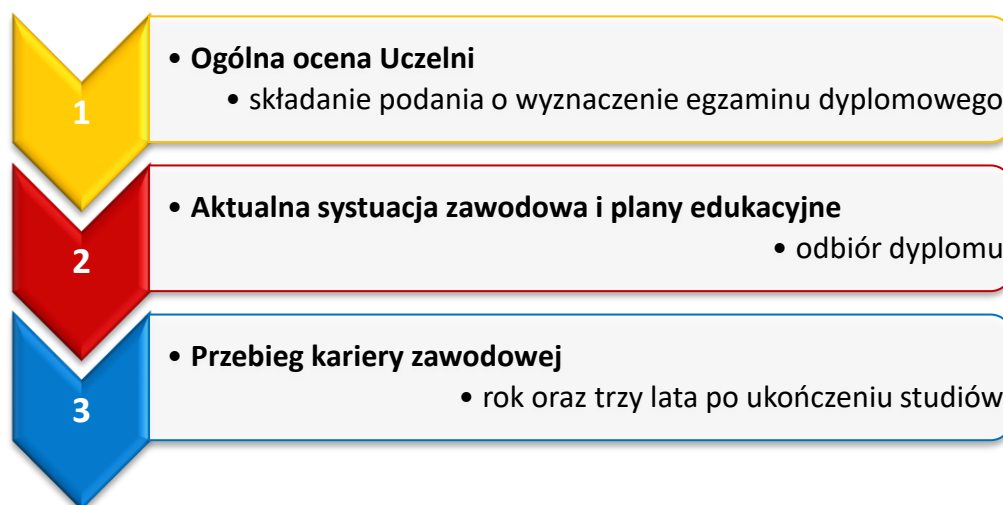 1
• Ogólna ocena Uczelni
• składanie podania o wyznaczenie egzaminu dyplomowego
2
• Aktualna systuacja zawodowa i plany edukacyjne
• odbiór dyplomu
3
• Przebieg kariery zawodowej
• rok oraz trzy lata po ukończeniu studiów